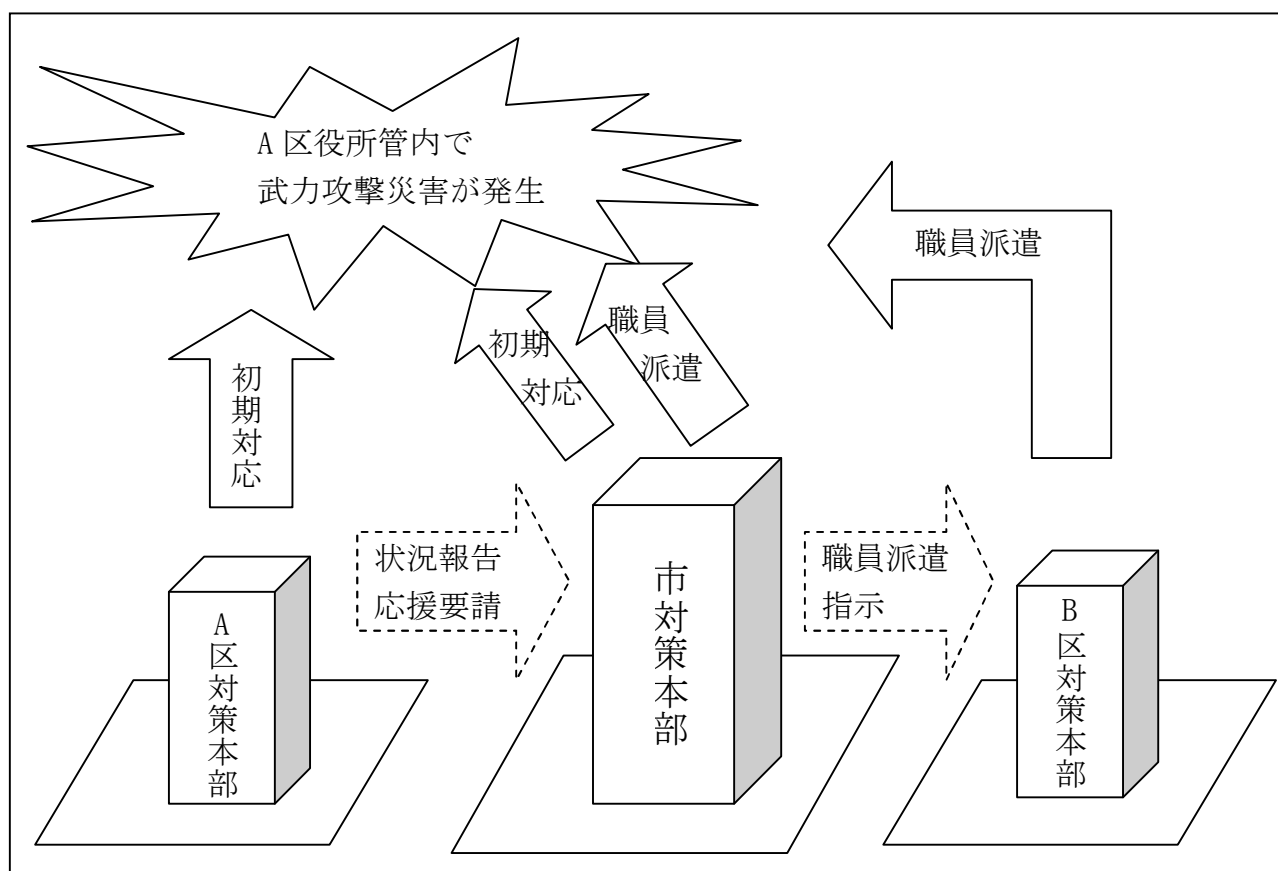 A 区役所管内で
武力攻撃災害が発生
職員派遣
初期対応
初期
対応
職員
派遣
状況報告
応援要請
職員派遣
指示
A区対策本部
市対策本部
B区対策本部